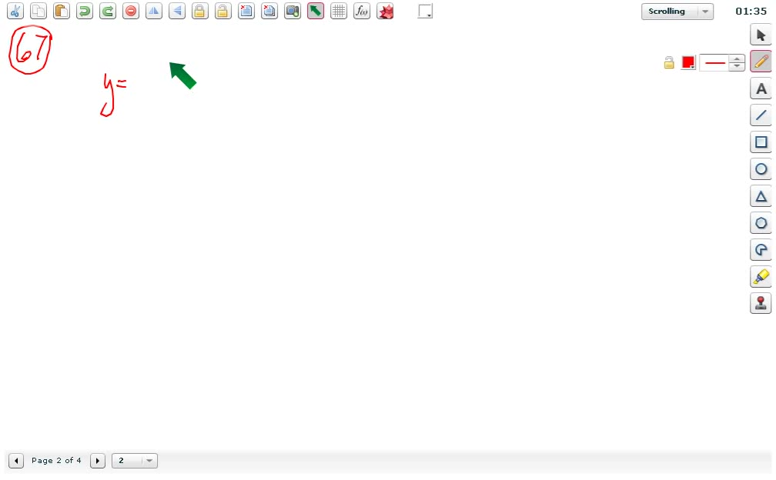 Scrolling 01:35
67
y=
A
f(x)
Page 2 of 4 2